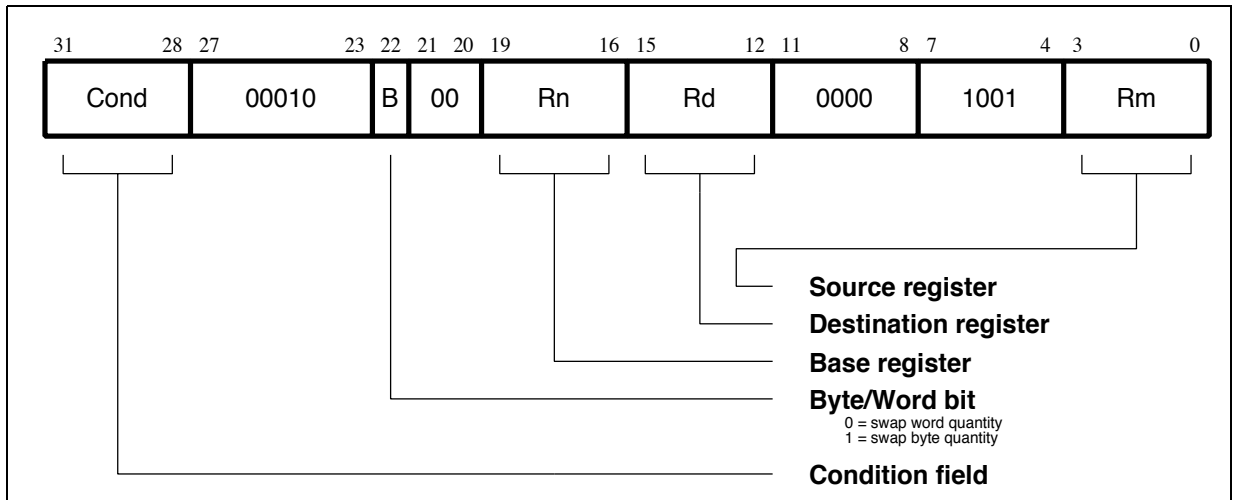 31 28 27 23 22 21 20 19 16 15 12 11 8 7 4 3 0
Cond 00010 B 00 Rn Rd 0000 1001 Rm
Source register
Destination register
Base register
Byte/Word bit
0 = swap word quantity
1 = swap byte quantity
Condition field